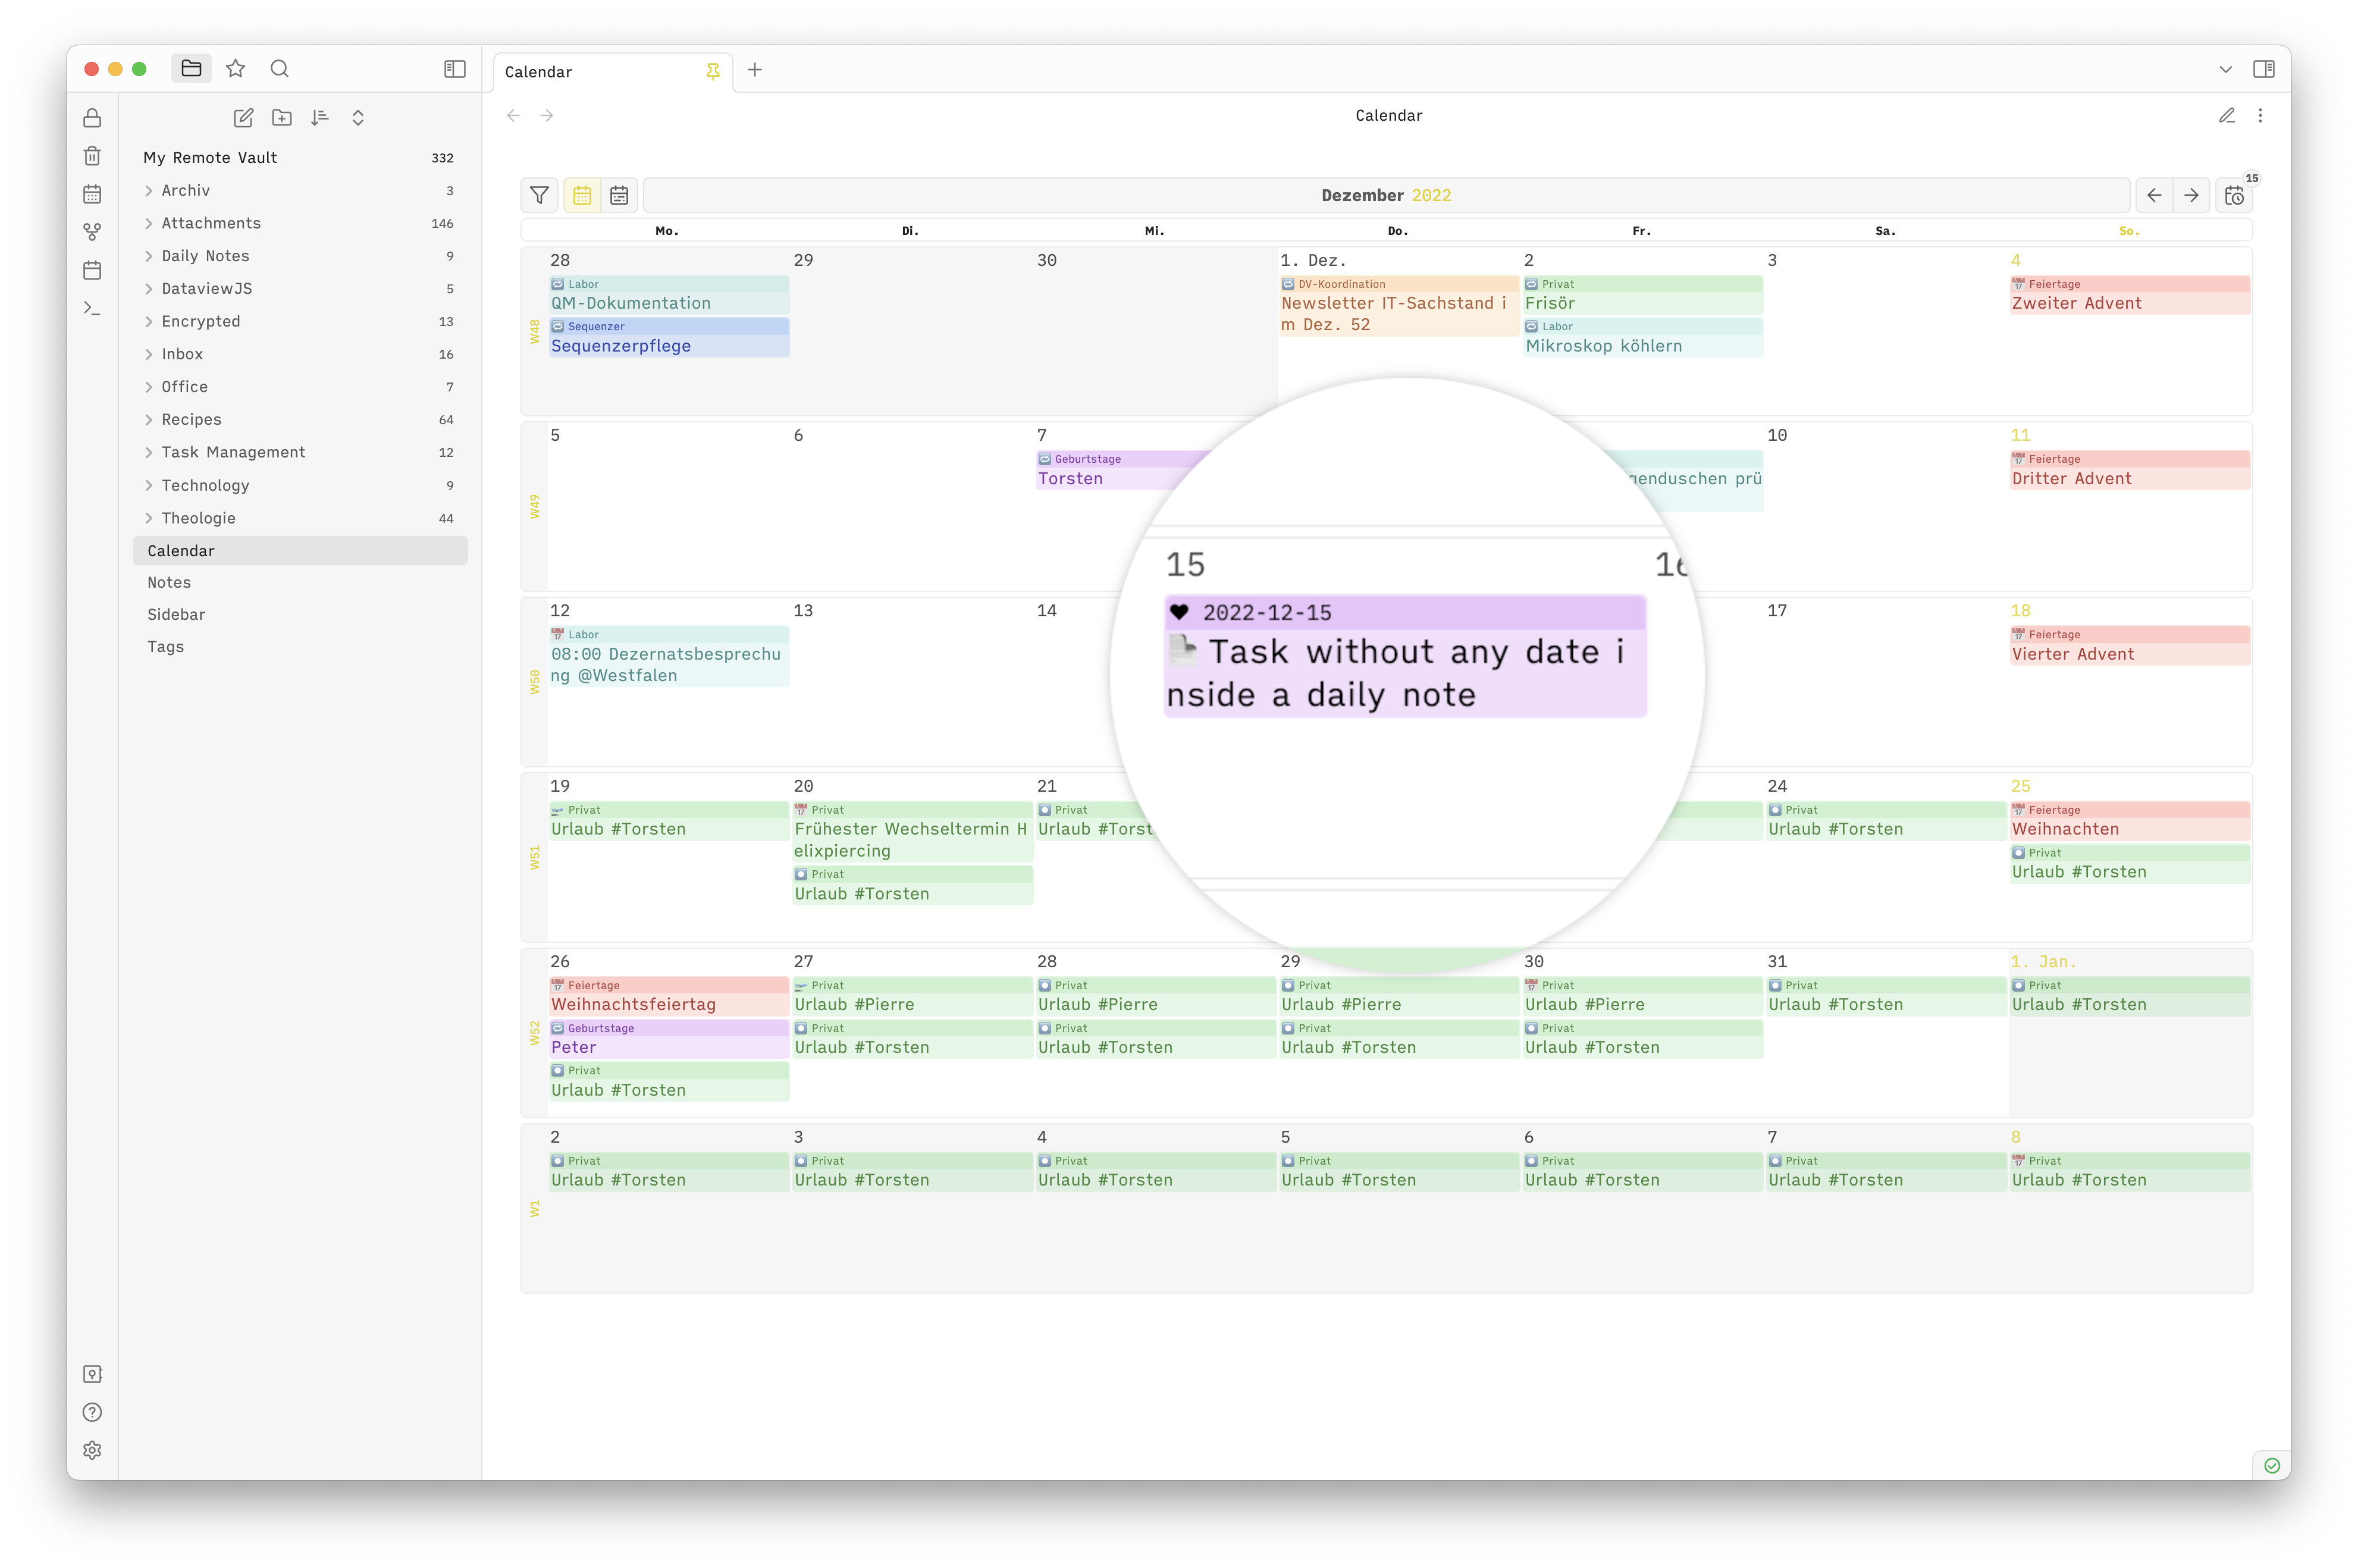 Calendar
Calendar
My Remote Vault 332
Archiv 3
Attachments 146
Daily Notes 9
DataviewJS 5
Encrypted 13
Inbox 16
Office 7
Recipes 64
Task Management 12
Technology 9
Theologie 44
Calendar
Notes
Sidebar
Tags
Dezember 2022
15
Mo. Di. Mi. Do. Fr. Sa. So.
W48
28 29 30 1. Dez. 2 3 4
Labor
QM-Dokumentation
Sequenzer
Sequenzerpflege
DV-Koordination
Newsletter IT-Sachstand i
m Dez. 52
Privat
Frisör
Labor
Mikroskop köhlern
Feiertage
Zweiter Advent
W49
5 6 7 10 11
Geburtstage
Torsten
genduschen prü
Feiertage
Dritter Advent
W50
12 13 14 17 18
Labor
08:00 Dezernatsbesprechu
ng @Westfalen
15 16
2022-12-15
Task without any date i
nside a daily note
Feiertage
Vierter Advent
W51
19 20 21 24 25
Privat
Urlaub #Torsten
Privat
Frühester Wechseltermin H
elixpiercing
Privat
Urlaub #Torsten
Privat
Urlaub #Torst
Privat
Urlaub #Torsten
Feiertage
Weihnachten
Privat
Urlaub #Torsten
W52
26 27 28 29 30 31 1. Jan.
Feiertage
Weihnachtsfeiertag
Geburtstage
Peter
Privat
Urlaub #Torsten
Privat
Urlaub #Pierre
Privat
Urlaub #Torsten
Privat
Urlaub #Pierre
Privat
Urlaub #Torsten
Privat
Urlaub #Pierre
Privat
Urlaub #Torsten
Privat
Urlaub #Pierre
Privat
Urlaub #Torsten
Privat
Urlaub #Torsten
Privat
Urlaub #Torsten
W1
2 3 4 5 6 7 8
Privat
Urlaub #Torsten
Privat
Urlaub #Torsten
Privat
Urlaub #Torsten
Privat
Urlaub #Torsten
Privat
Urlaub #Torsten
Privat
Urlaub #Torsten
Privat
Urlaub #Torsten